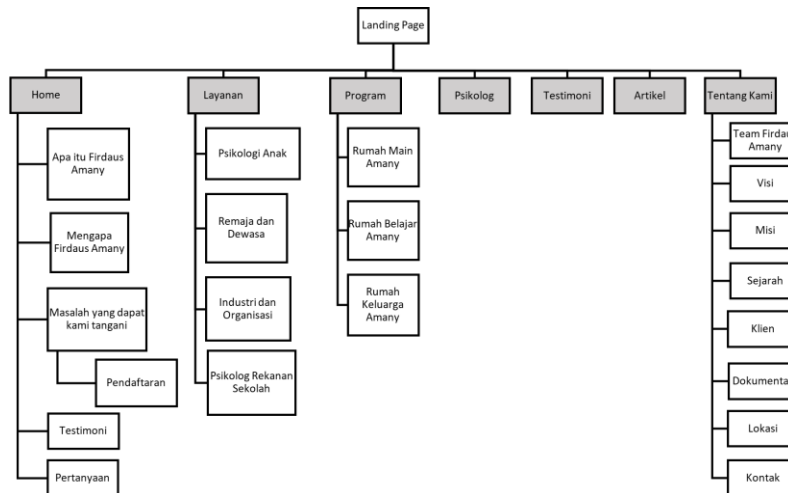 Landing Page
Home
Layanan
Program
Psikolog
Testimoni
Artikel
Tentang Kami
Apa itu Firdaus
Amany
Mengapa
Firdaus Amany
Masalah yang dapat
kami tangani
Pendaftaran
Testimoni
Pertanyaan
Psikologi Anak
Remaja dan
Dewasa
Industri dan
Organisasi
Psikolog Rekanan
Sekolah
Rumah Main
Amany
Rumah Belajar
Amany
Rumah
Keluarga
Amany
Team Firdau
Amany
Visi
Misi
Sejarah
Klien
Dokumenta
Lokasi
Kontak